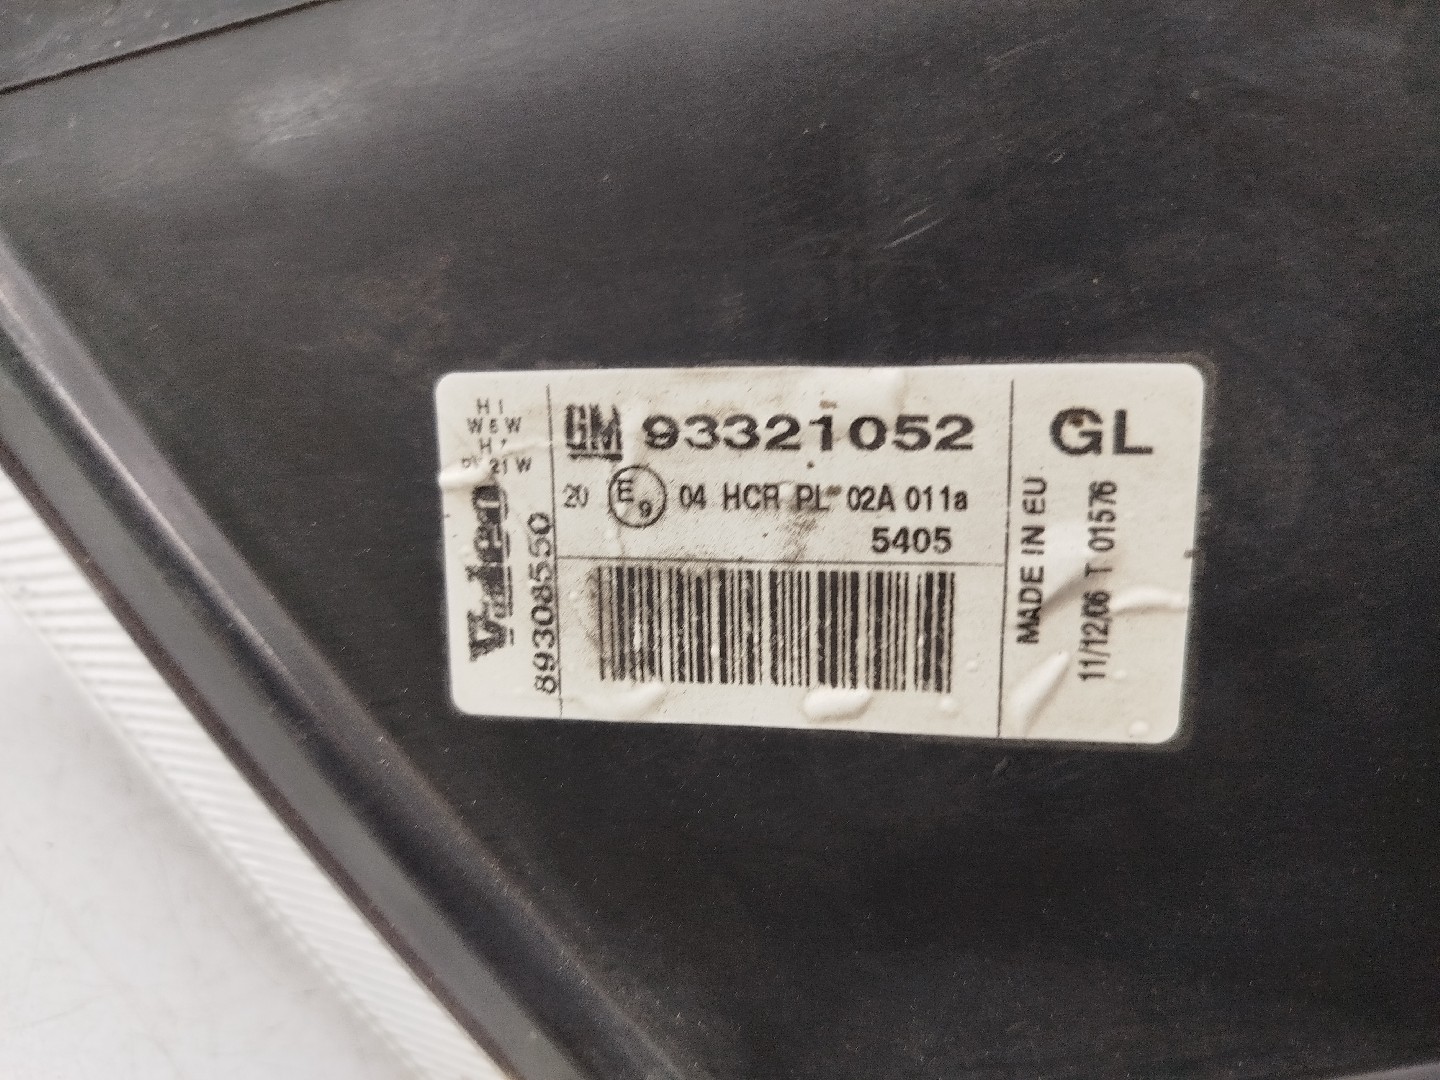 H1
W5W
H7
21W
Valeo
89308550
GM 93321052
20 E9 04 HCR PL 02A 011a
5405
GL
MADE IN EU
11/12/06 T 01576